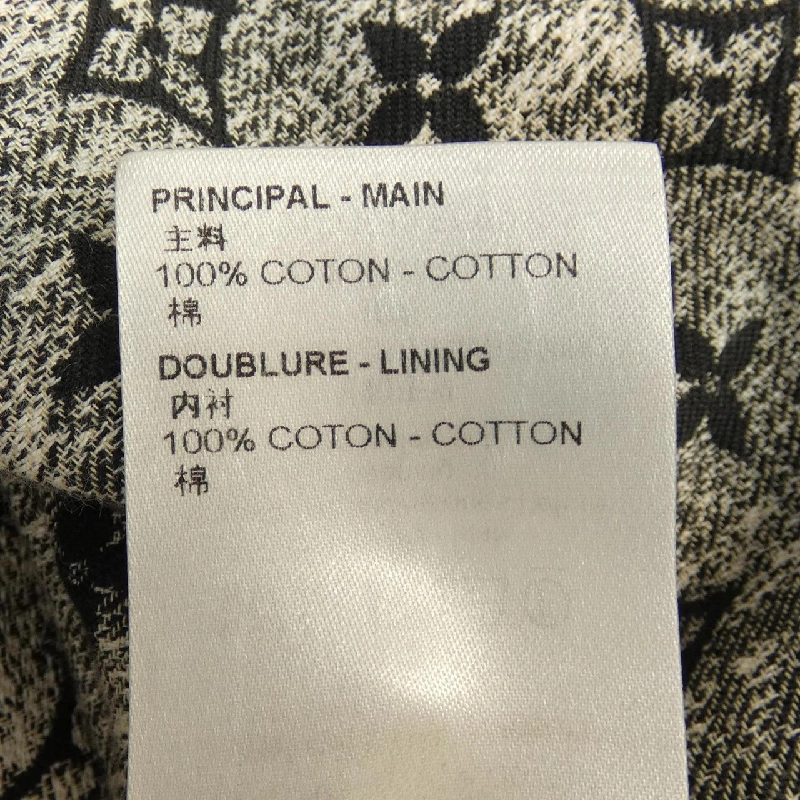 PRINCIPAL - MAIN
主料
100% COTON - COTTON
棉
DOUBLURE - LINING
内衬
100% COTON - COTTON
棉